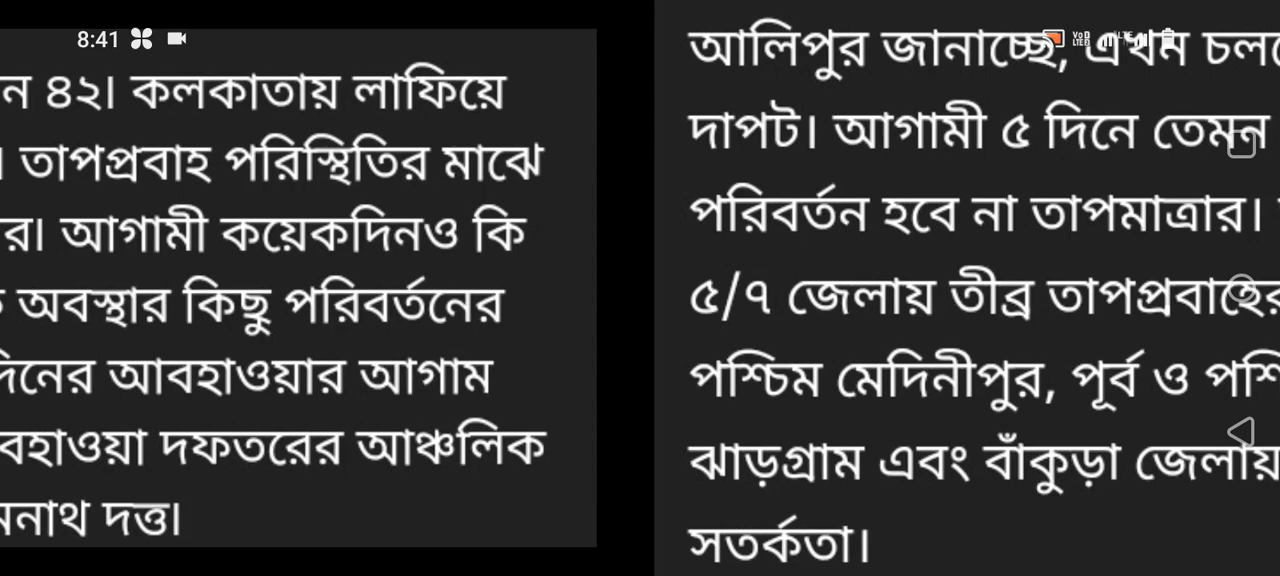 8:41
ন ৪২। কলকাতায় লাফিয়ে
। তাপপ্রবাহ পরিস্থিতির মাঝে
র। আগামী কয়েকদিনও কি
অবস্থার কিছু পরিবর্তনের
দিনের আবহাওয়ার আগাম
বহাওয়া দফতরের আঞ্চলিক
মনাথ দত্ত।
আলিপুর জানাচ্ছে, এখন চলবে
দাপট। আগামী ৫ দিনে তেমন
পরিবর্তন হবে না তাপমাত্রার।
৫/৭ জেলায় তীব্র তাপপ্রবাহের
পশ্চিম মেদিনীপুর, পূর্ব ও
ঝাড়গ্রাম এবং বাঁকুড়া জেলায়
সতর্কতা।